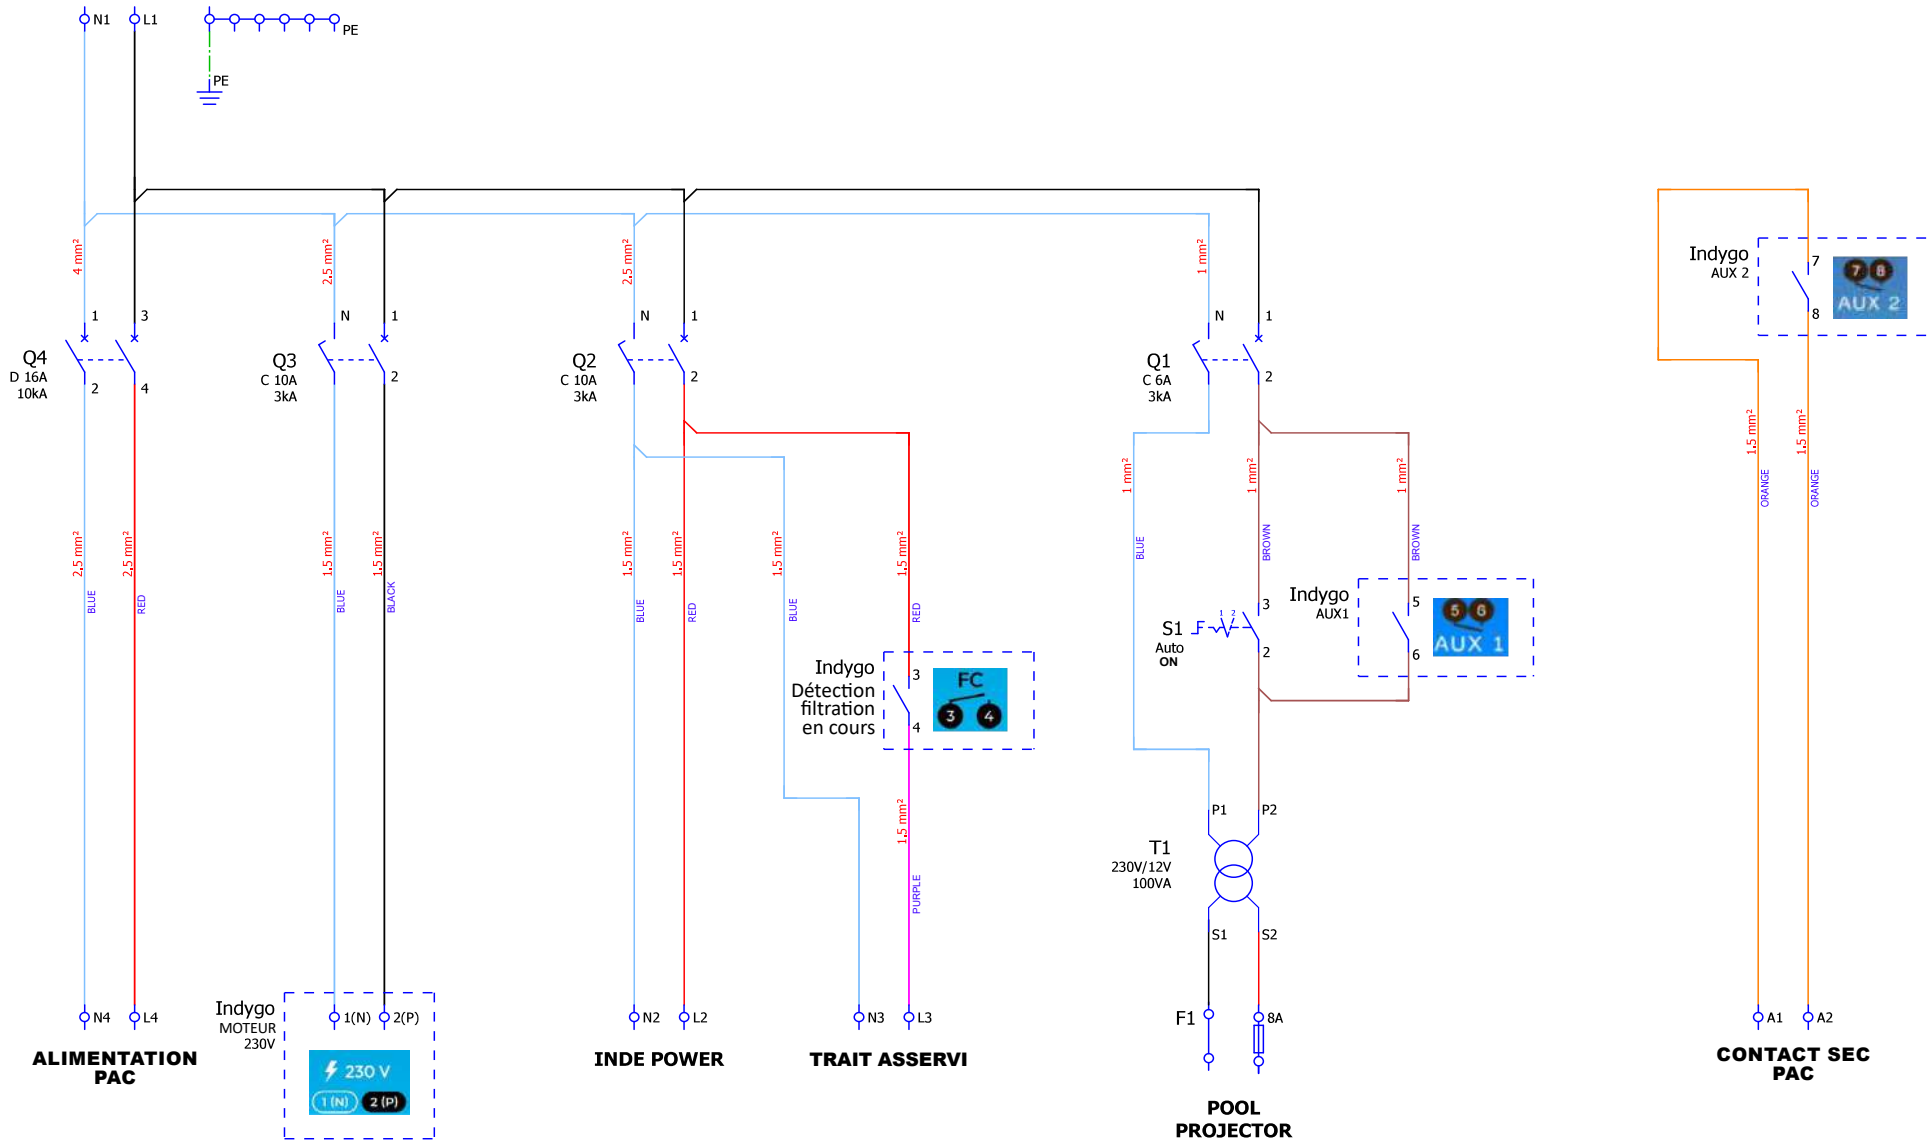 N1
L1
PE
PE
4 mm²
2,5 mm²
2,5 mm²
1 mm²
Indygo
AUX 2
7
8
7 8
AUX 2
Q4
D 16A
10kA
1
3
2
4
Q3
C 10A
3kA
N
1
2
Q2
C 10A
3kA
N
1
2
Q1
C 6A
3kA
N
1
2
1 mm²
1 mm²
1 mm²
1,5 mm²
1,5 mm²
ORANGE
ORANGE
2,5 mm²
2,5 mm²
1,5 mm²
1,5 mm²
1,5 mm²
1,5 mm²
1,5 mm²
1,5 mm²
BLUE
BROWN
BROWN
BLUE
RED
BLUE
BLACK
BLUE
RED
BLUE
RED
S1
Auto
ON
1 2
3
2
Indygo
AUX1
5
6
5 6
AUX 1
Indygo
Détection
filtration
en cours
3
4
FC
3 4
1,5 mm²
PURPLE
P1
P2
T1
230V/12V
100VA
S1
S2
N4
L4
ALIMENTATION
PAC
Indygo
MOTEUR
230V
1(N)
2(P)
230 V
1 (N) 2 (P)
N2
L2
INDE POWER
N3
L3
TRAIT ASSERVI
F1
8A
POOL
PROJECTOR
A1
A2
CONTACT SEC
PAC